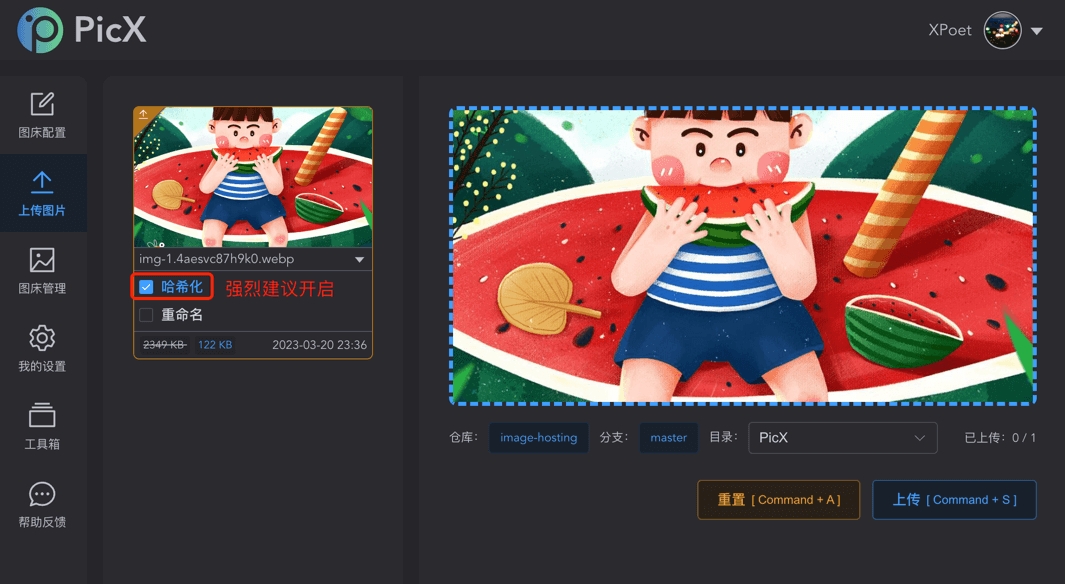 PicX
XPoet
图床配置
上传图片
图床管理
我的设置
工具箱
帮助反馈
img-1.4aesvc87h9k0.webp
哈希化
强烈建议开启
重命名
2349 KB 122 KB 2023-03-20 23:36
仓库: image-hosting 分支: master 目录: PicX 已上传: 0 / 1
重置 [ Command + A ] 上传 [ Command + S ]